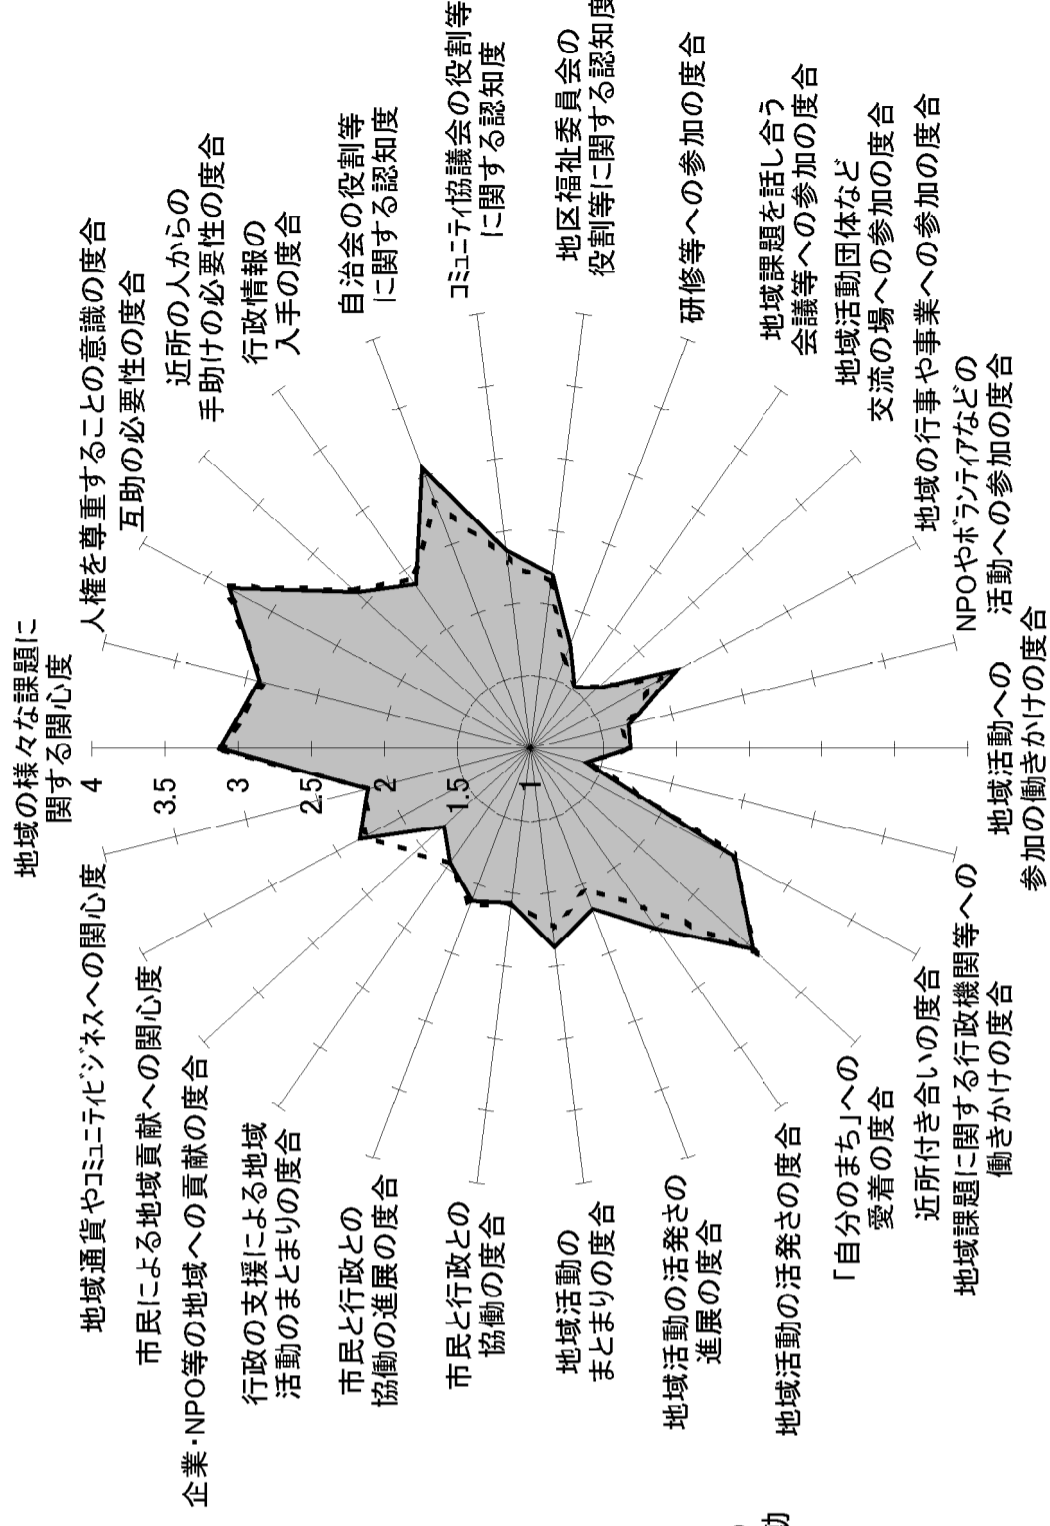 地域の様々な課題に
関する関心度
人権を尊重することの意識の度合
互助の必要性の度合
近所の人からの
手助けの必要性の度合
行政情報の
入手の度合
自治会の役割等
に関する認知度
ｺﾐｭﾆﾃｨ協議会の役割等
に関する認知度
地区福祉委員会の
役割等に関する認知度
研修等への参加の度合
地域課題を話し合う
会議等への参加の度合
地域活動団体など
交流の場への参加の度合
地域の行事や事業への参加の度合
NPOやﾎﾞﾗﾝﾃｨｱなどの
活動への参加の度合
地域活動への
参加の働きかけの度合
地域課題に関する行政機関等への
働きかけの度合
近所付き合いの度合
「自分のまち」への
愛着の度合
地域活動の活発さの度合
地域活動の活発さの
進展の度合
地域活動の
まとまりの度合
市民と行政との
協働の度合
市民と行政との
協働の進展の度合
行政の支援による地域
活動のまとまりの度合
企業・NPO等の地域への貢献の度合
市民による地域貢献への関心度
地域通貨やｺﾐｭﾆﾃｨﾋﾞｼﾞﾈｽへの関心度
4
3.5
3
2.5
2
1.5
1